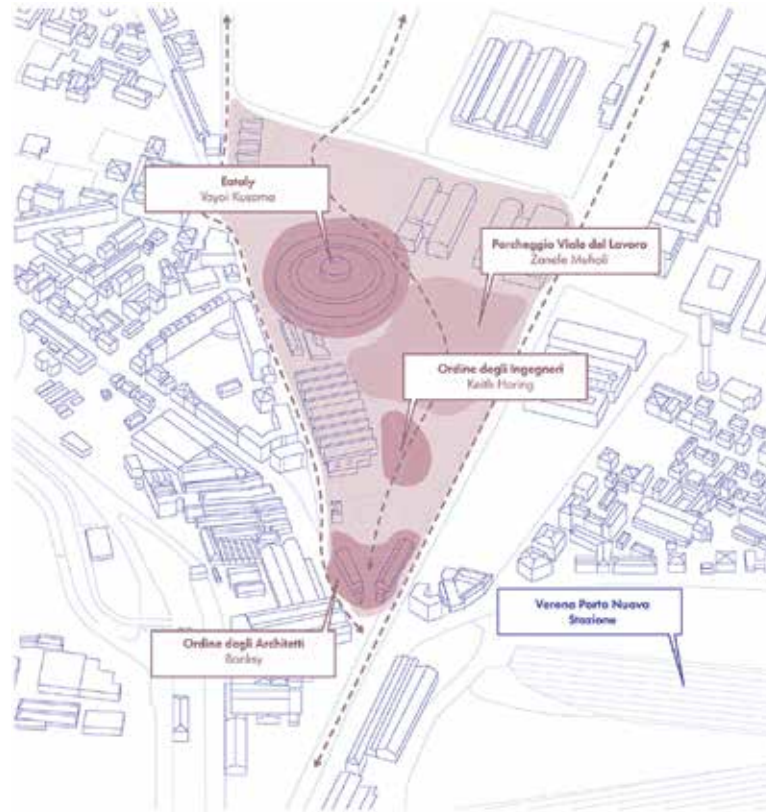 Eataly
Yayoi Kusama
Parcheggio Viale del Lavoro
Zanele Muholi
Ordine degli Ingegneri
Keith Haring
Verona Porta Nuova
Stazione
Ordine degli Architetti
Banksy